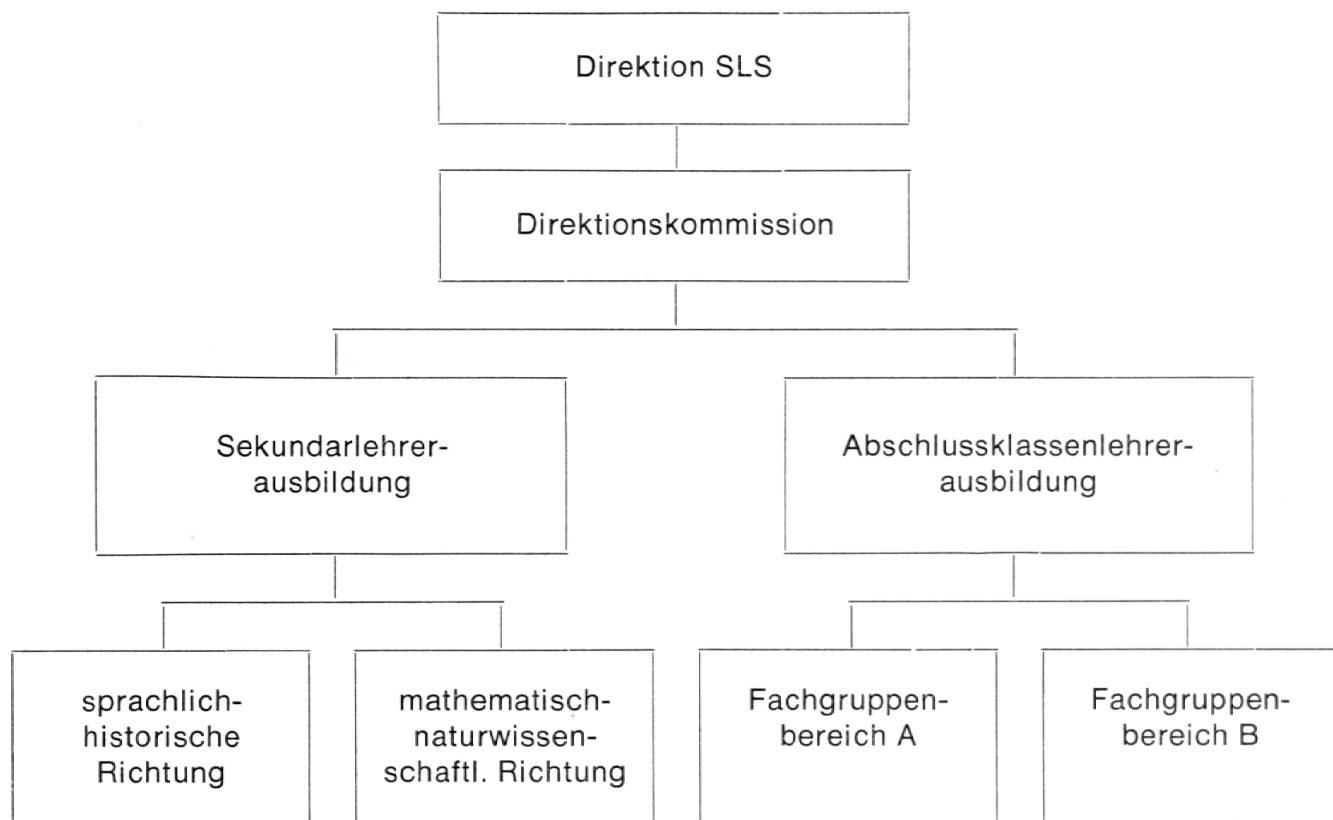 Direktion SLS
Direktionskommission
Sekundarlehrer-
ausbildung
Abschlussklassenlehrer-
ausbildung
sprachlich-
historische
Richtung
mathematisch-
naturwissen-
schaftl. Richtung
Fachgruppen-
bereich A
Fachgruppen-
bereich B